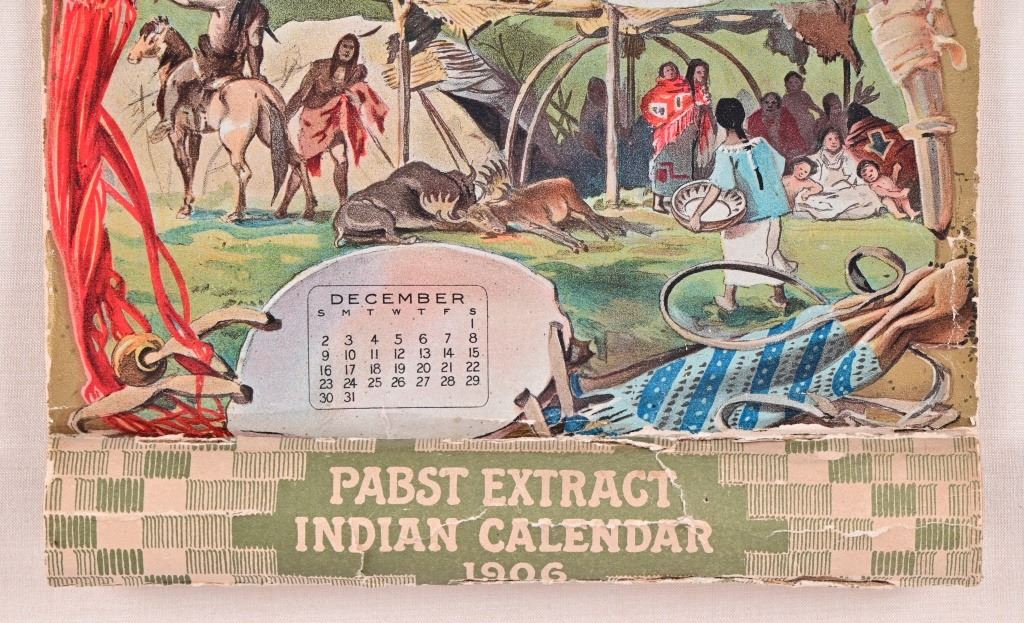 DECEMBER
S M T W T F S
1
2 3 4 5 6 7 8
9 10 11 12 13 14 15
16 17 18 19 20 21 22
23 24 25 26 27 28 29
30 31
PABST EXTRACT
INDIAN CALENDAR
1906